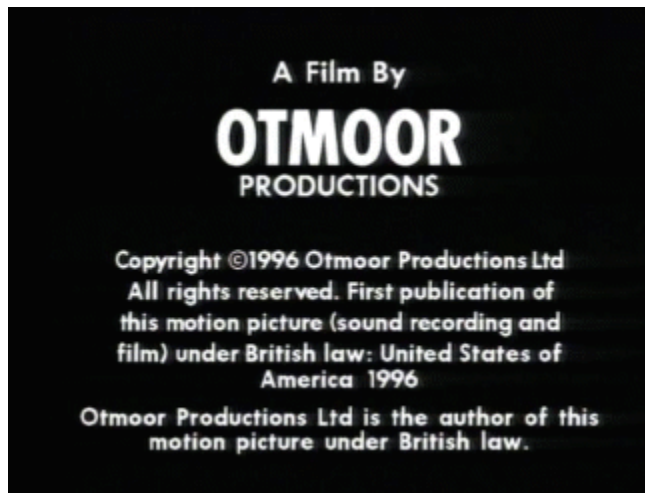 A Film By
OTMOOR
PRODUCTIONS
Copyright ©1996 Otmoor Productions Ltd
All rights reserved. First publication of
this motion picture (sound recording and
film) under British law: United States of
America 1996
Otmoor Productions Ltd is the author of this
motion picture under British law.